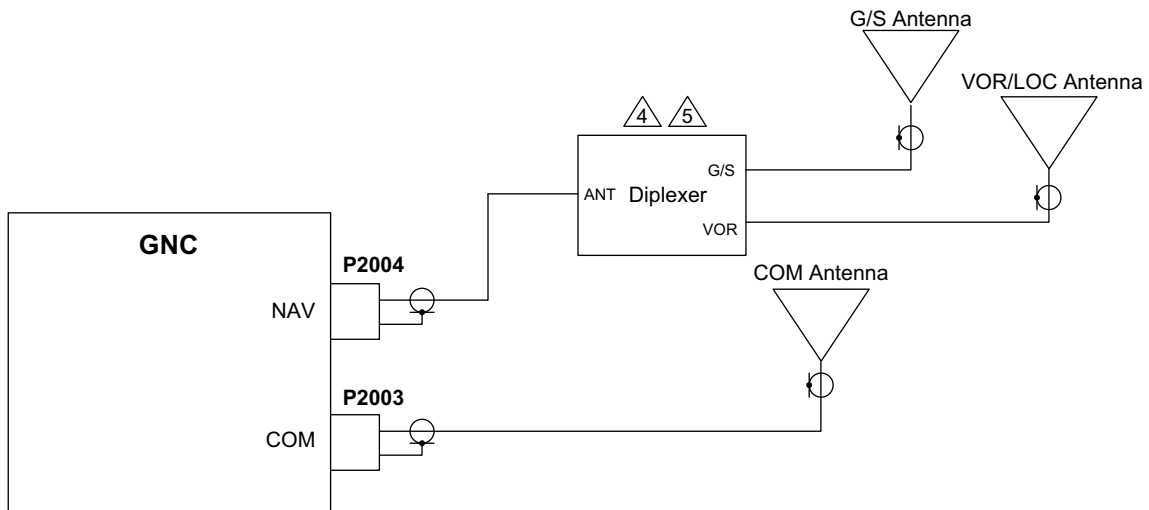 G/S Antenna
VOR/LOC Antenna
4 5
G/S
ANT Diplexer
VOR
GNC
P2004
NAV
COM Antenna
P2003
COM